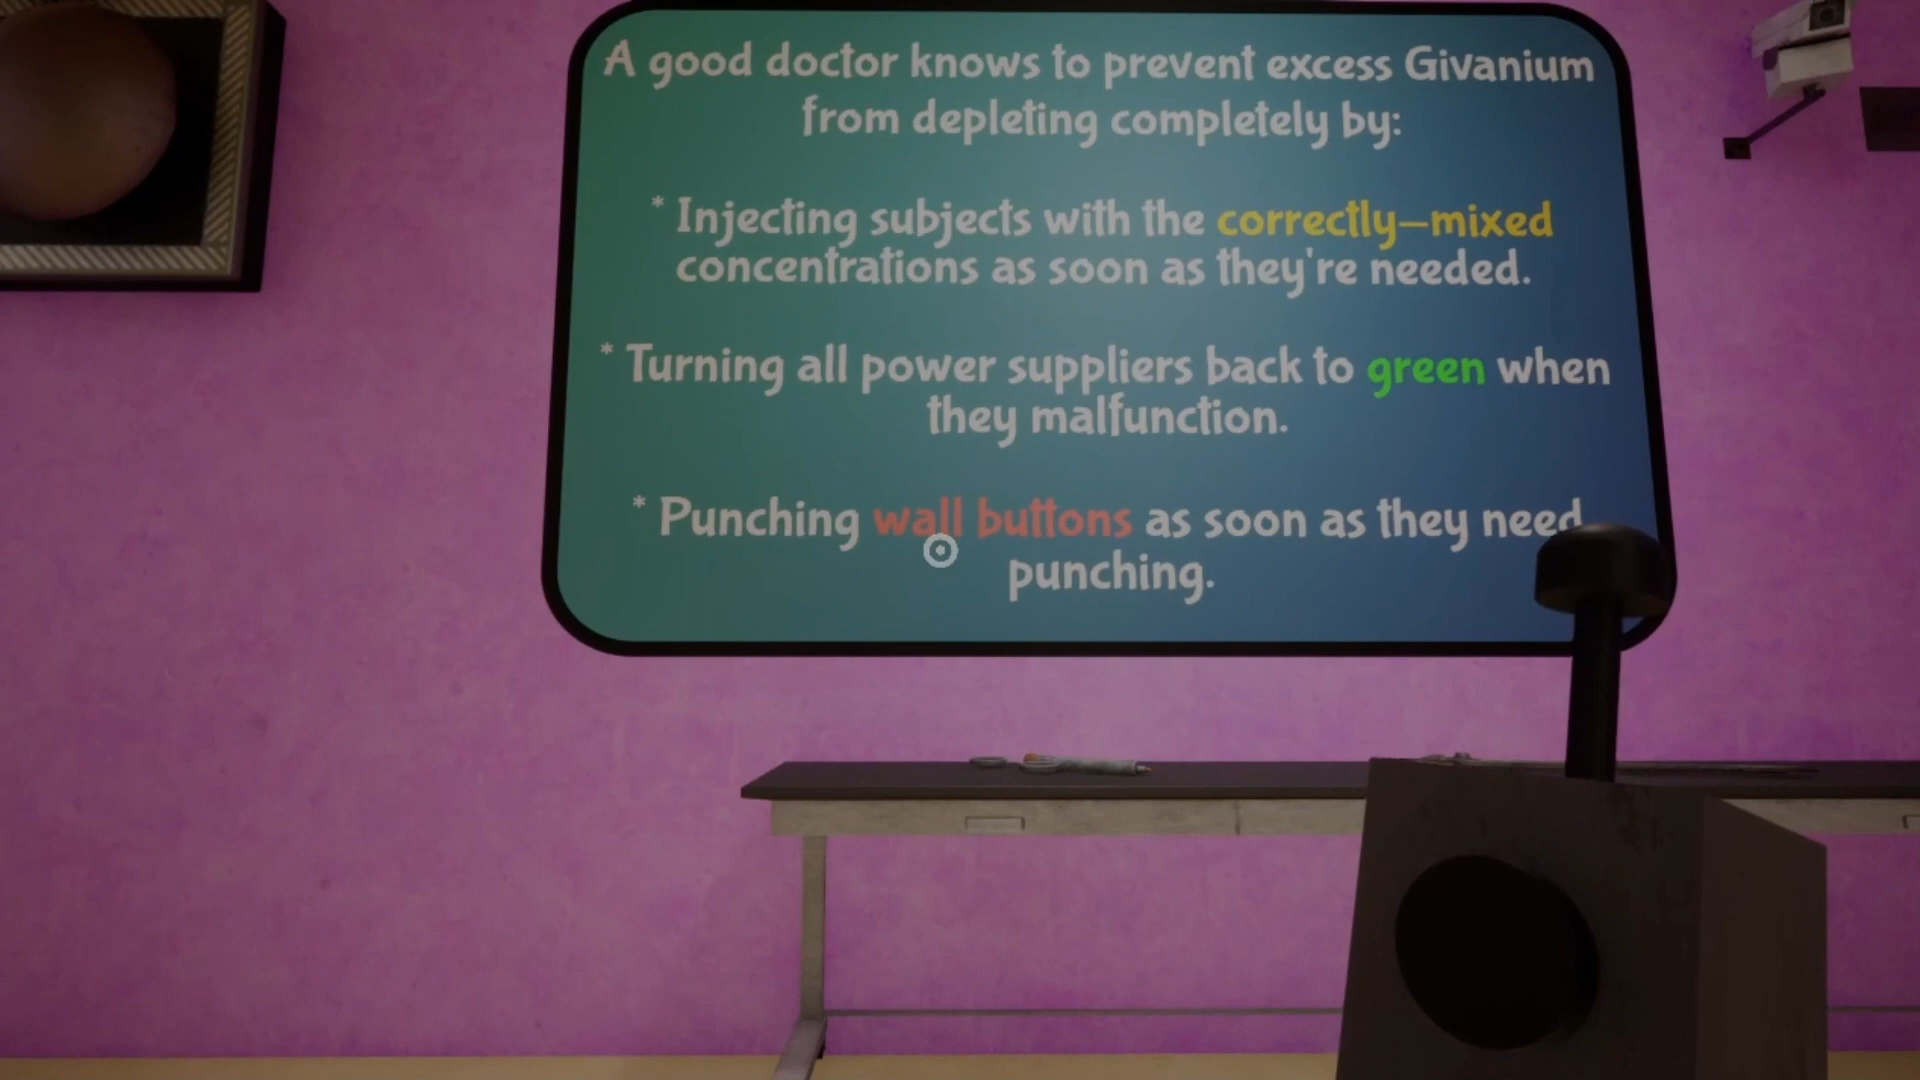 A good doctor knows to prevent excess Givanium
from depleting completely by:
* Injecting subjects with the correctly-mixed
concentrations as soon as they're needed.
* Turning all power suppliers back to green when
they malfunction.
* Punching wall buttons as soon as they need
punching.